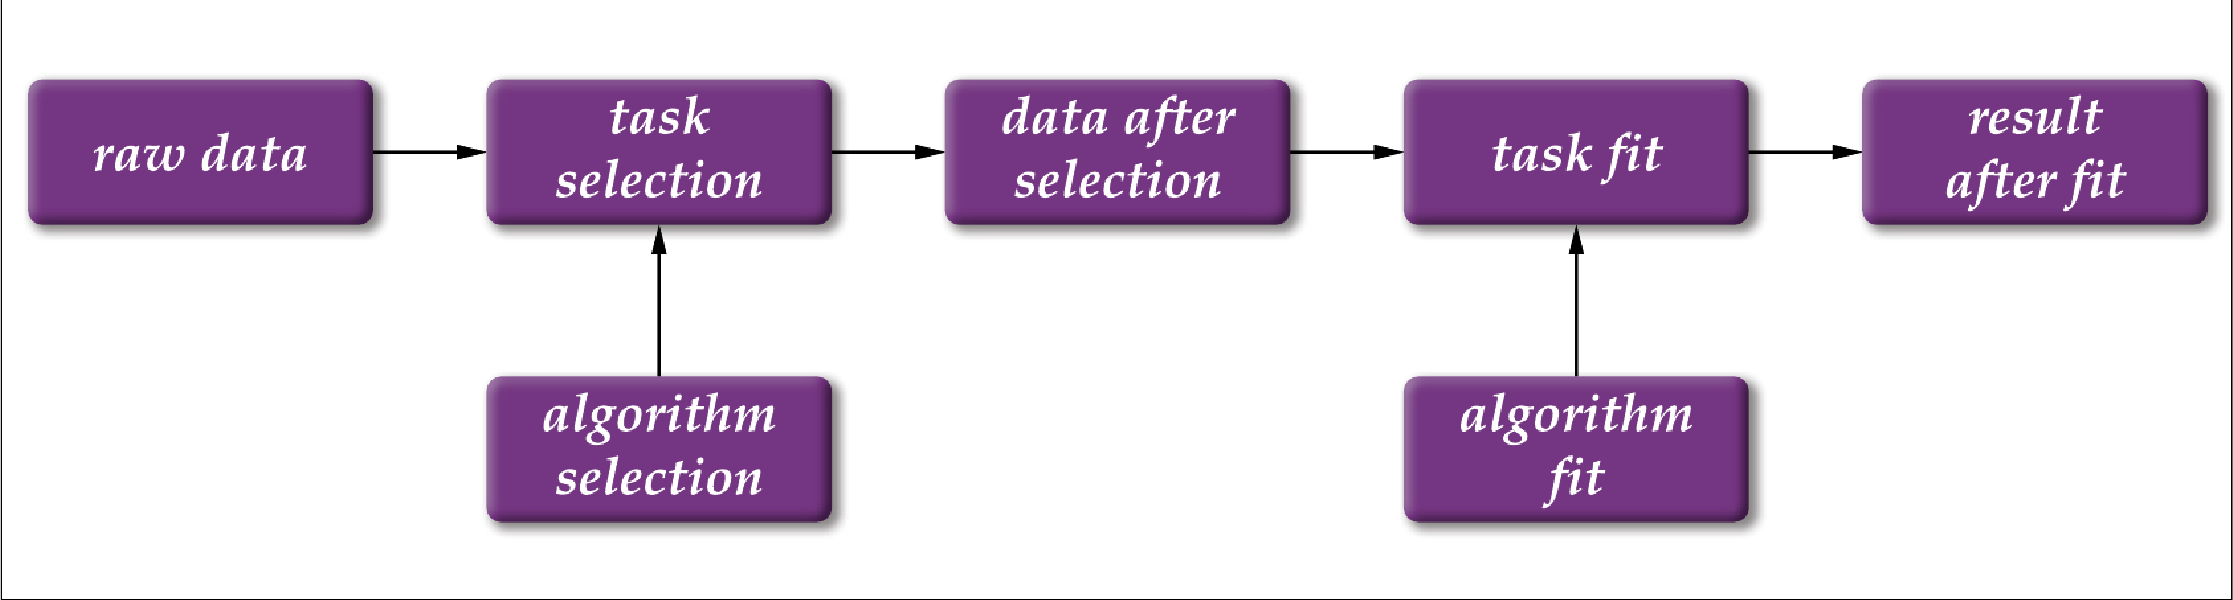 raw data
task
selection
data after
selection
task fit
result
after fit
algorithm
selection
algorithm
fit